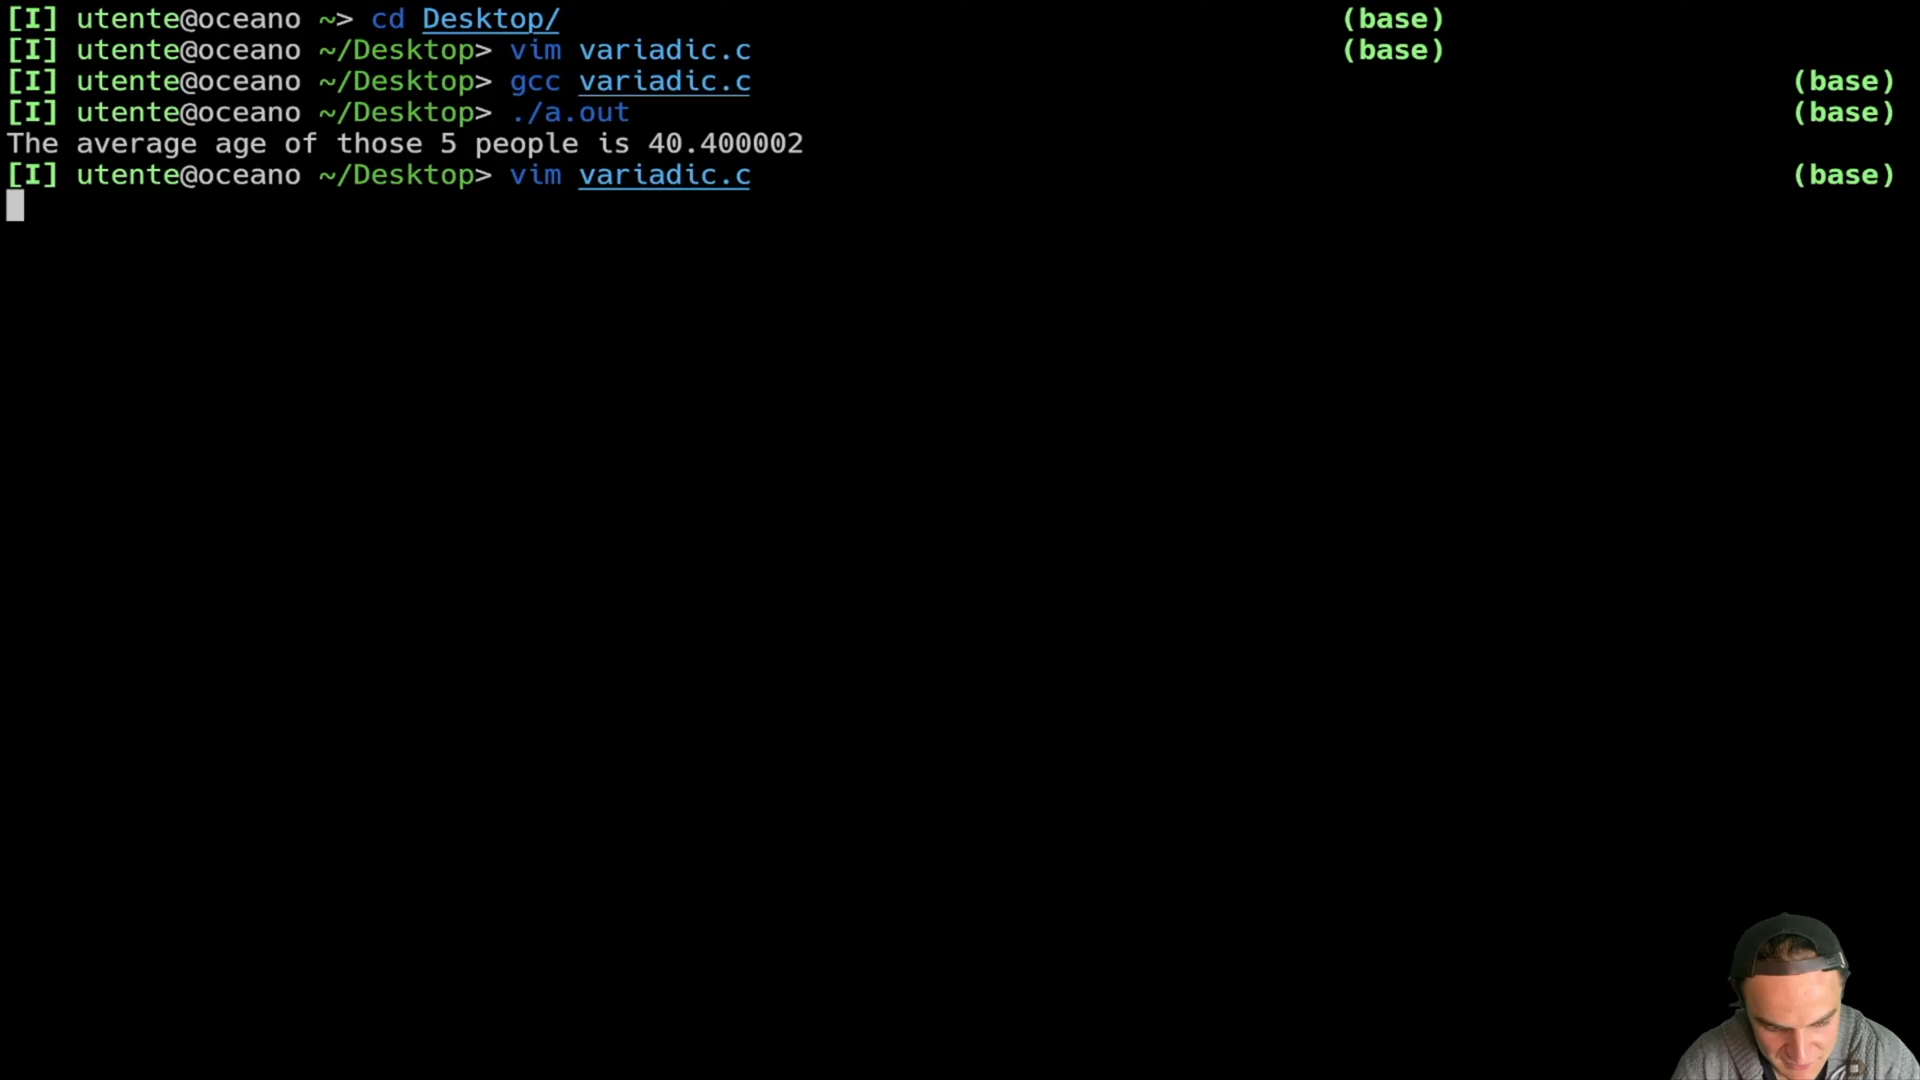 [I] utente@oceano ~> cd Desktop/ (base)
[I] utente@oceano ~/Desktop> vim variadic.c (base)
[I] utente@oceano ~/Desktop> gcc variadic.c (base)
[I] utente@oceano ~/Desktop> ./a.out (base)
The average age of those 5 people is 40.400002
[I] utente@oceano ~/Desktop> vim variadic.c (base)